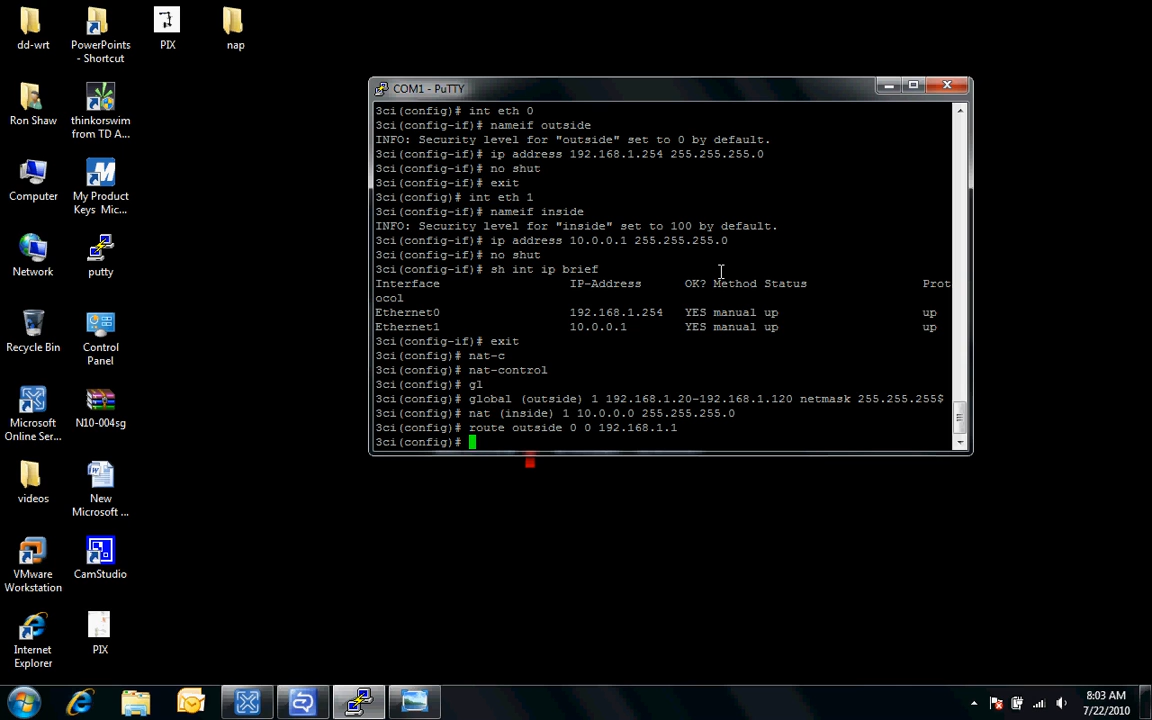 dd-wrt
PowerPoints
- Shortcut
PIX
nap
Ron Shaw
thinkorswim
from TD A...
Computer
My Product
Keys Mic...
Network
putty
Recycle Bin
Control
Panel
Microsoft
Online Ser...
N10-004sg
videos
New
Microsoft ...
VMware
Workstation
CamStudio
Internet
Explorer
PIX
COM1 - PuTTY
3ci(config)# int eth 0
3ci(config-if)# nameif outside
INFO: Security level for "outside" set to 0 by default.
3ci(config-if)# ip address 192.168.1.254 255.255.255.0
3ci(config-if)# no shut
3ci(config-if)# exit
3ci(config)# int eth 1
3ci(config-if)# nameif inside
INFO: Security level for "inside" set to 100 by default.
3ci(config-if)# ip address 10.0.0.1 255.255.255.0
3ci(config-if)# no shut
3ci(config-if)# sh int ip brief
Interface IP-Address OK? Method Status Prot
ocol
Ethernet0 192.168.1.254 YES manual up up
Ethernet1 10.0.0.1 YES manual up up
3ci(config-if)# exit
3ci(config)# nat-c
3ci(config)# nat-control
3ci(config)# gl
3ci(config)# global (outside) 1 192.168.1.20-192.168.1.120 netmask 255.255.255$
3ci(config)# nat (inside) 1 10.0.0.0 255.255.255.0
3ci(config)# route outside 0 0 192.168.1.1
3ci(config)#
8:03 AM
7/22/2010